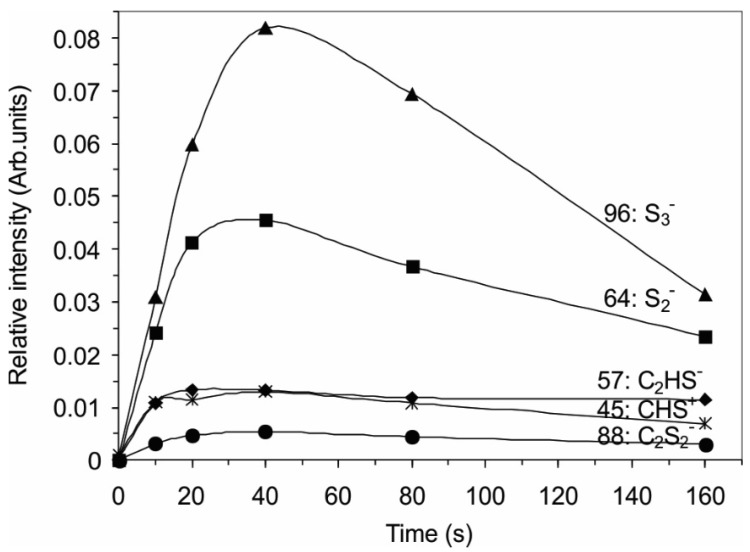 Relative intensity (Arb.units)
0.08
0.07
0.06
0.05
0.04
0.03
0.02
0.01
0
96: S₃⁻
64: S₂⁻
57: C₂HS⁻
45: CHS⁺
88: C₂S₂⁻
0 20 40 60 80 100 120 140 160
Time (s)